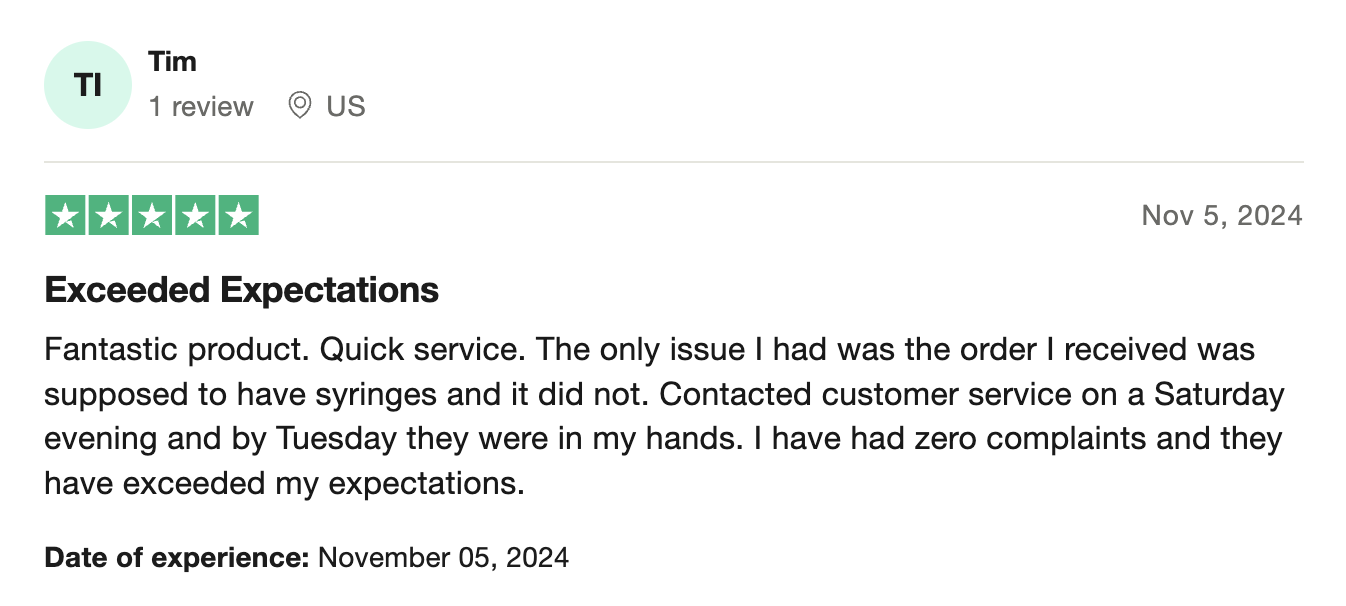 TI
Tim
1 review US
Nov 5, 2024
Exceeded Expectations
Fantastic product. Quick service. The only issue I had was the order I received was
supposed to have syringes and it did not. Contacted customer service on a Saturday
evening and by Tuesday they were in my hands. I have had zero complaints and they
have exceeded my expectations.
Date of experience: November 05, 2024